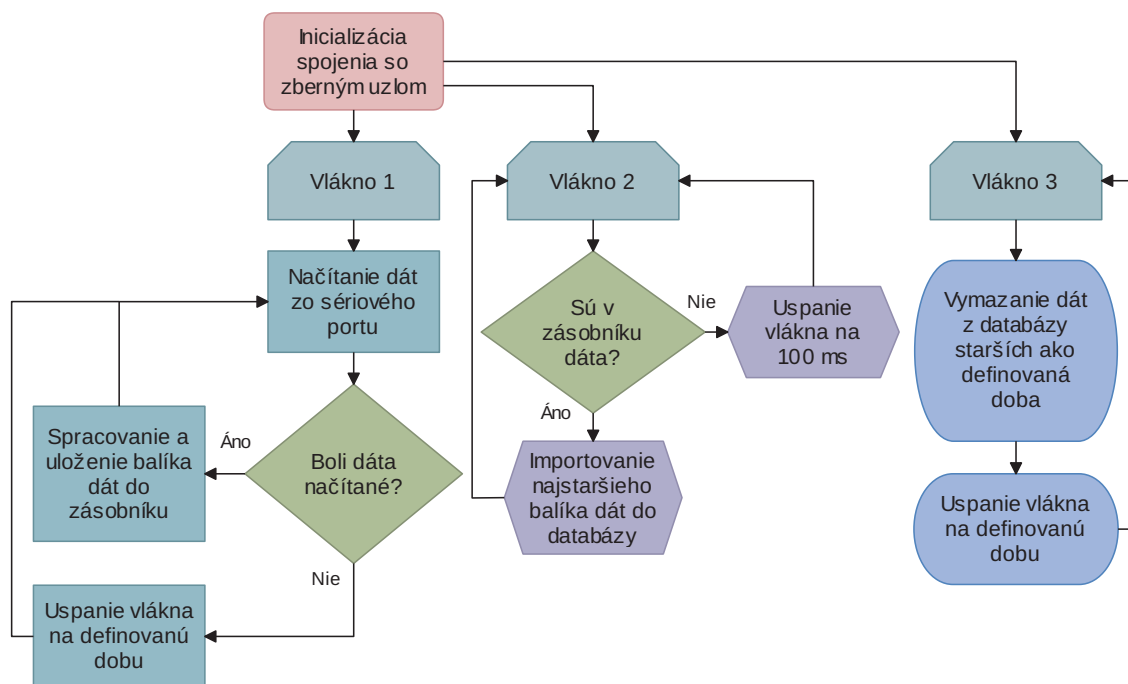 Inicializácia
spojenia so
zberným uzlom
Vlákno 1
Vlákno 2
Vlákno 3
Načítanie dát
zo sériového
portu
Boli dáta
načítané?
Áno
Spracovanie a
uloženie balíka
dát do
zásobníku
Nie
Uspanie vlákna
na definovanú
dobu
Sú v
zásobníku
dáta?
Nie
Uspanie
vlákna na
100 ms
Áno
Importovanie
najstaršieho
balíka dát do
databázy
Vymazanie dát
z databázy
starších ako
definovaná
doba
Uspanie vlákna
na definovanú
dobu